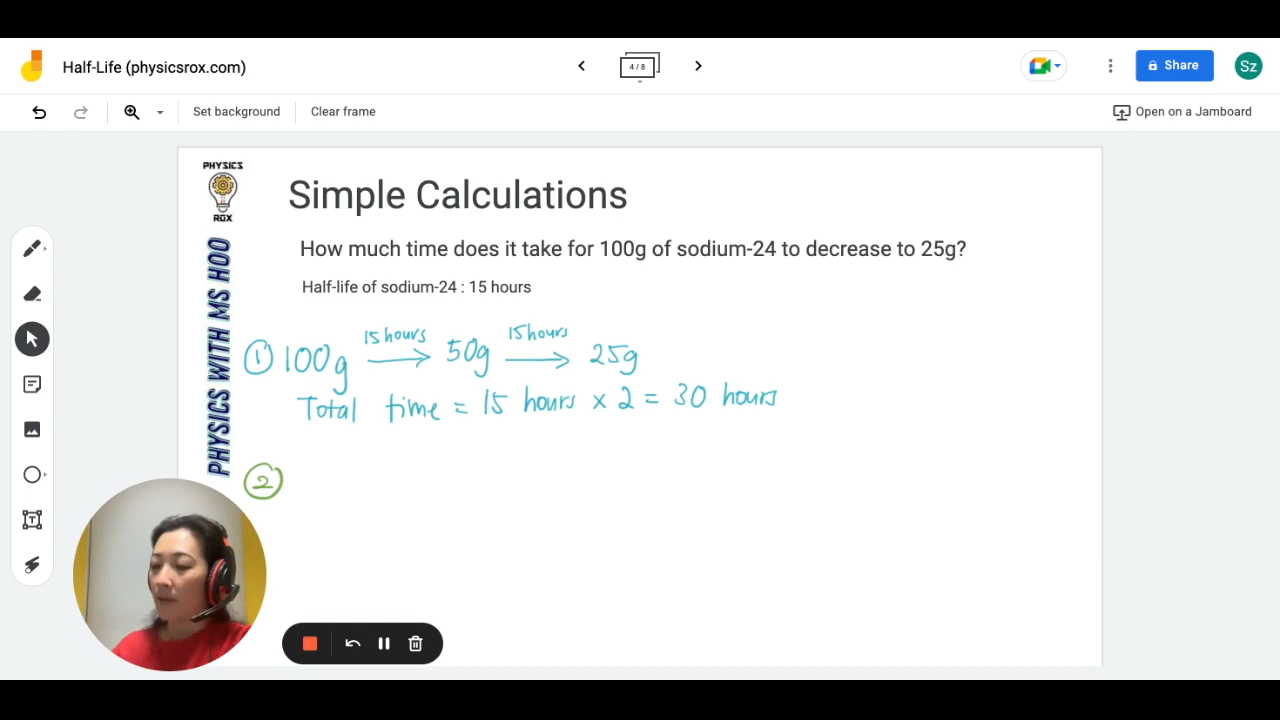 Half-Life (physicsrox.com)
4 / 8
Share
Sz
Set background
Clear frame
Open on a Jamboard
PHYSICS
ROX
PHYSICS WITH MS HOO
Simple Calculations
How much time does it take for 100g of sodium-24 to decrease to 25g?
Half-life of sodium-24 : 15 hours
15 hours 15 hours
① 100g → 50g → 25g
Total time = 15 hours × 2 = 30 hours
②